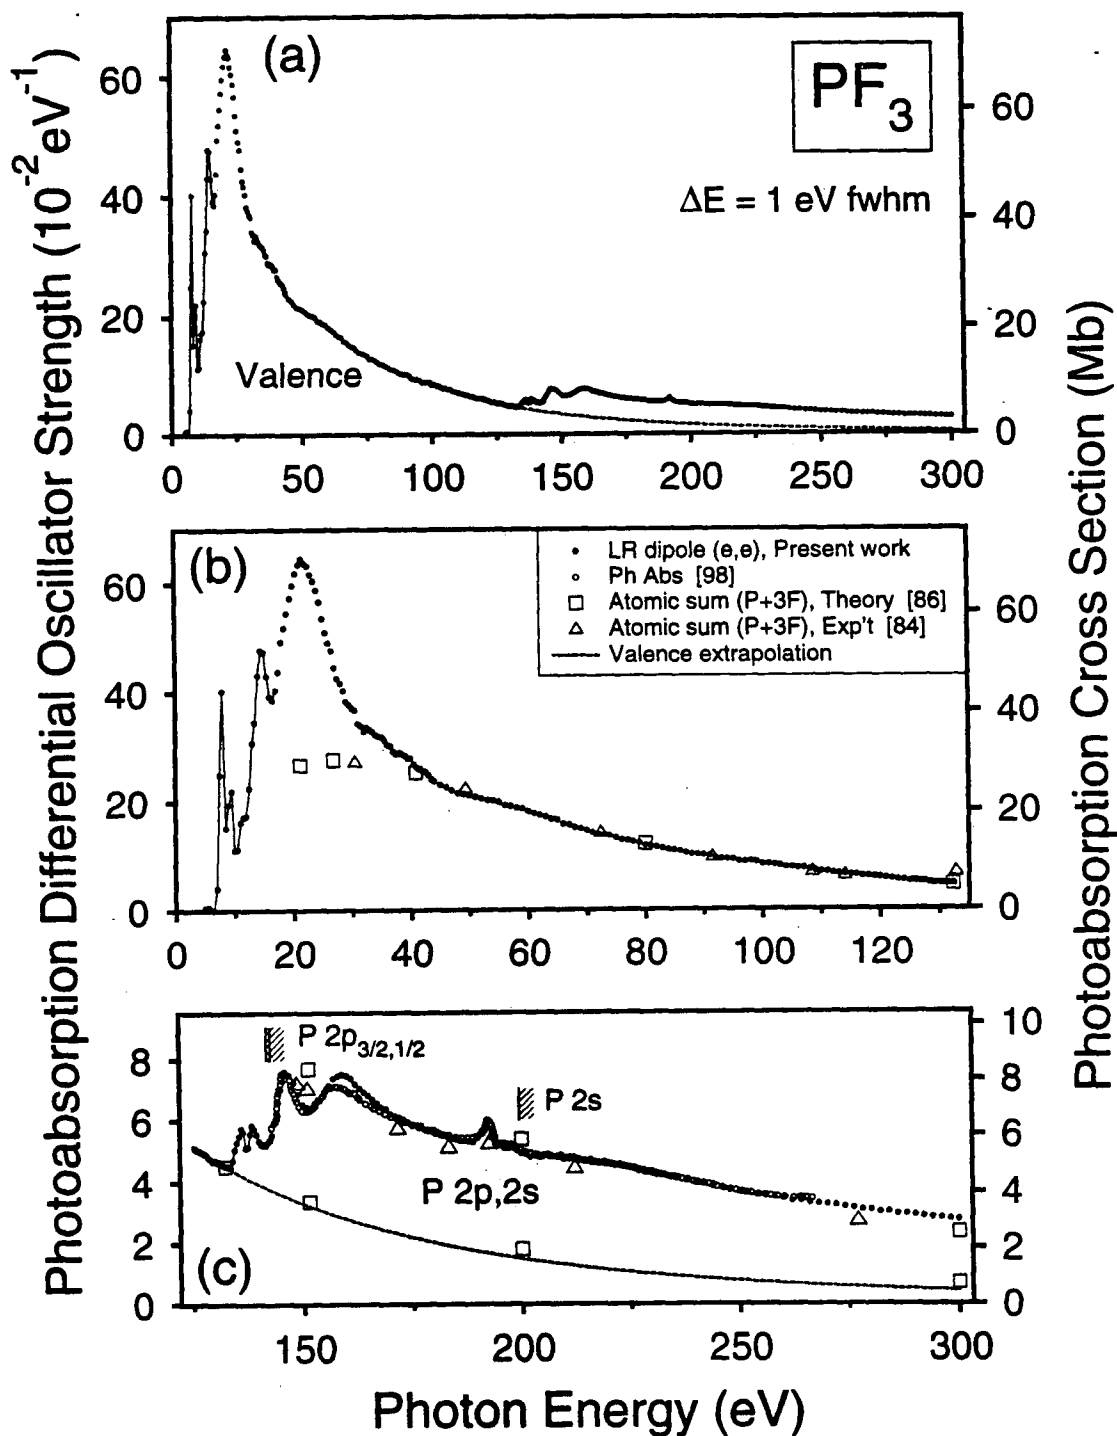 Photoabsorption Differential Oscillator Strength (10⁻² eV⁻¹)
Photoabsorption Cross Section (Mb)
(a)
PF₃
ΔE = 1 eV fwhm
Valence
60
40
20
0
60
40
20
0
0 50 100 150 200 250 300
(b)
LR dipole (e,e), Present work
Ph Abs [98]
Atomic sum (P+3F), Theory [86]
Atomic sum (P+3F), Exp't [84]
Valence extrapolation
60
40
20
0
60
40
20
0
0 20 40 60 80 100 120
P 2p₃/₂,₁/₂
P 2s
P 2p,2s
(c)
8
6
4
2
0
10
8
6
4
2
0
150 200 250 300
Photon Energy (eV)